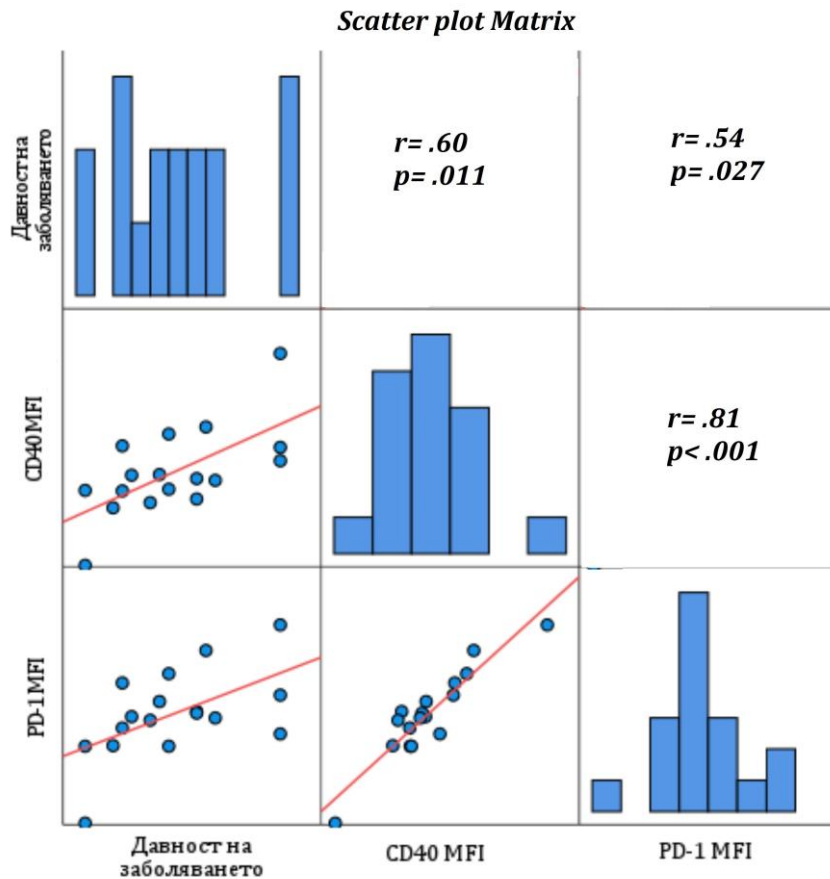 Scatter plot Matrix
Давност на
заболяването
r= .60
p= .011
r= .54
p= .027
CD40 MFI
r= .81
p< .001
PD-1 MFI
Давност на
заболяването
CD40 MFI
PD-1 MFI